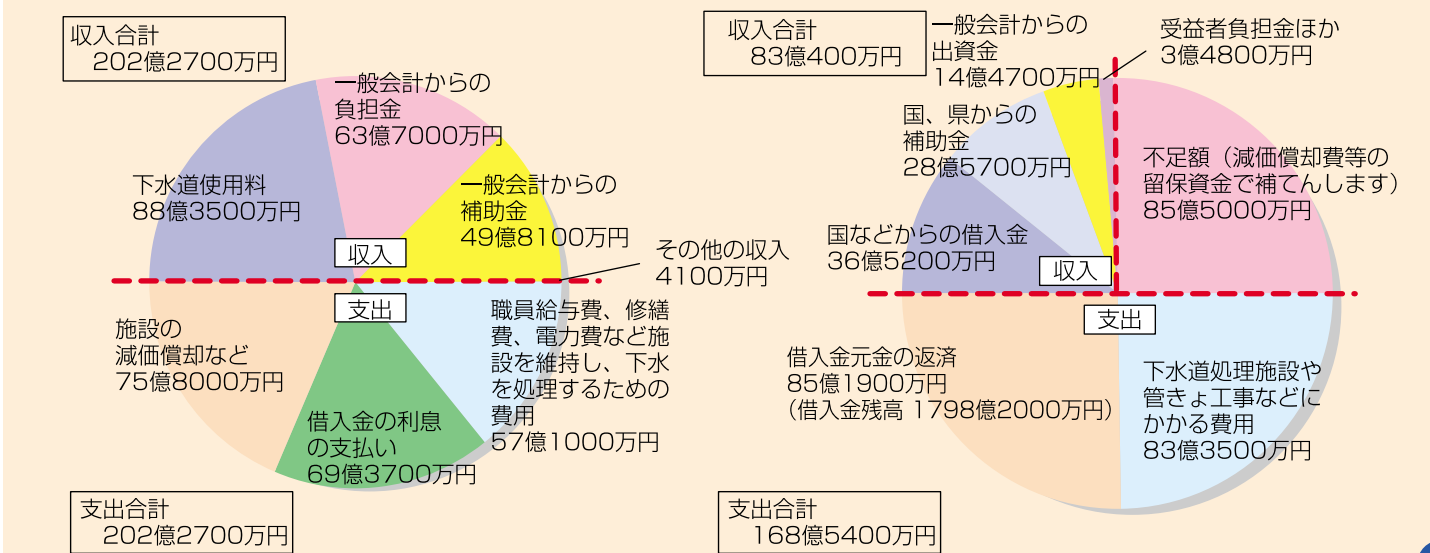 収入合計
202億2700万円
一般会計からの
負担金
63億7000万円
下水道使用料
88億3500万円
一般会計からの
補助金
49億8100万円
収入
その他の収入
4100万円
支出
職員給与費、修繕
費、電力費など施
設を維持し、下水
を処理するための
費用
57億1000万円
施設の
減価償却など
75億8000万円
借入金の利息
の支払い
69億3700万円
支出合計
202億2700万円
収入合計
83億400万円
一般会計からの
出資金
14億4700万円
受益者負担金ほか
3億4800万円
国、県からの
補助金
28億5700万円
不足額（減価償却費等の
留保資金で補てんします）
85億5000万円
国などからの借入金
36億5200万円
収入
支出
借入金元金の返済
85億1900万円
（借入金残高 1798億2000万円）
下水道処理施設や
管きょ工事などに
かかる費用
83億3500万円
支出合計
168億5400万円